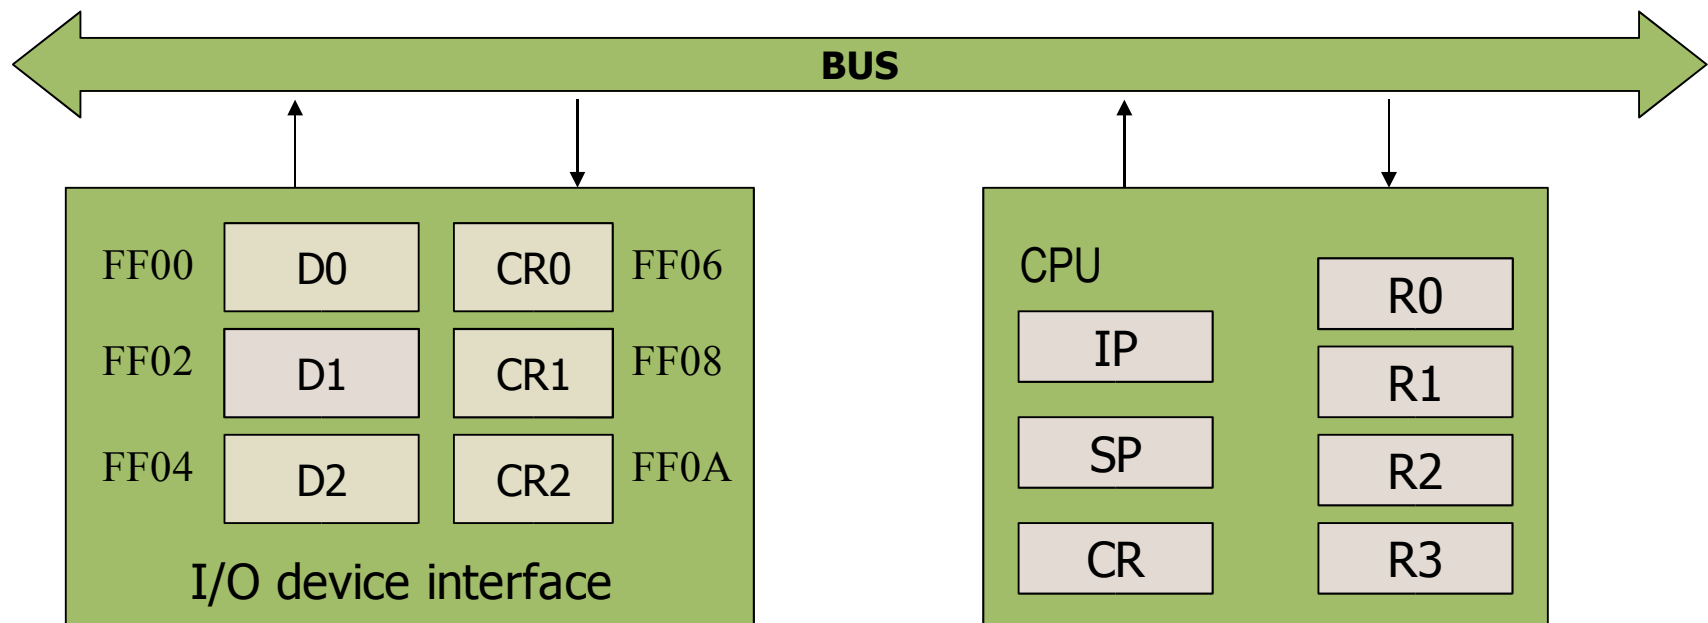 BUS
FF00 D0 CR0 FF06
FF02 D1 CR1 FF08
FF04 D2 CR2 FF0A
I/O device interface
CPU
IP
SP
CR
R0
R1
R2
R3